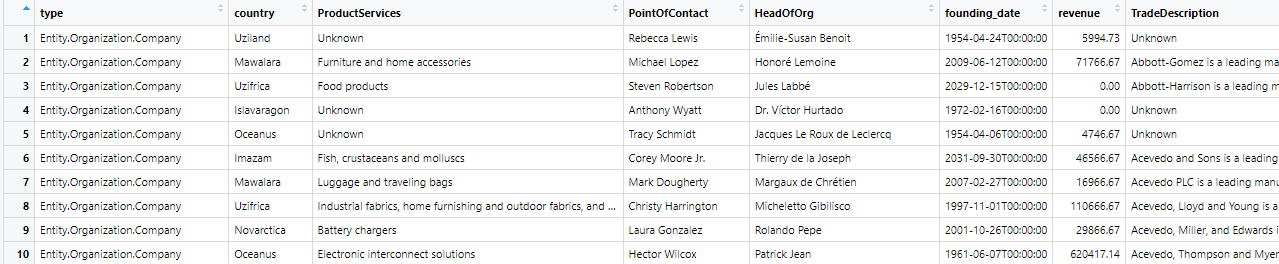 type country ProductServices PointOfContact HeadOfOrg founding_date revenue TradeDescription
1 Entity.Organization.Company Uziland Unknown Rebecca Lewis Émilie-Susan Benoit 1954-04-24T00:00:00 5994.73 Unknown
2 Entity.Organization.Company Mawalara Furniture and home accessories Michael Lopez Honoré Lemoine 2009-06-12T00:00:00 71766.67 Abbott-Gomez is a leading ma
3 Entity.Organization.Company Uzifrica Food products Steven Robertson Jules Labbé 2029-12-15T00:00:00 0.00 Abbott-Harrison is a leading m
4 Entity.Organization.Company Islavaragon Unknown Anthony Wyatt Dr. Víctor Hurtado 1972-02-16T00:00:00 0.00 Unknown
5 Entity.Organization.Company Oceanus Unknown Tracy Schmidt Jacques Le Roux de Leclercq 1954-04-06T00:00:00 4746.67 Unknown
6 Entity.Organization.Company Imazam Fish, crustaceans and molluscs Corey Moore Jr. Thierry de la Joseph 2031-09-30T00:00:00 46566.67 Acevedo and Sons is a leading
7 Entity.Organization.Company Mawalara Luggage and traveling bags Mark Dougherty Margaux de Chrétien 2007-02-27T00:00:00 16966.67 Acevedo PLC is a leading manu
8 Entity.Organization.Company Uzifrica Industrial fabrics, home furnishing and outdoor fabrics, and ... Christy Harrington Micheletto Gibilisco 1997-11-01T00:00:00 110666.67 Acevedo, Lloyd and Young is a
9 Entity.Organization.Company Novarctica Battery chargers Laura Gonzalez Rolando Pepe 2001-10-26T00:00:00 29866.67 Acevedo, Miller, and Edwards i
10 Entity.Organization.Company Oceanus Electronic interconnect solutions Hector Wilcox Patrick Jean 1961-06-07T00:00:00 620417.14 Acevedo, Thompson and Myer